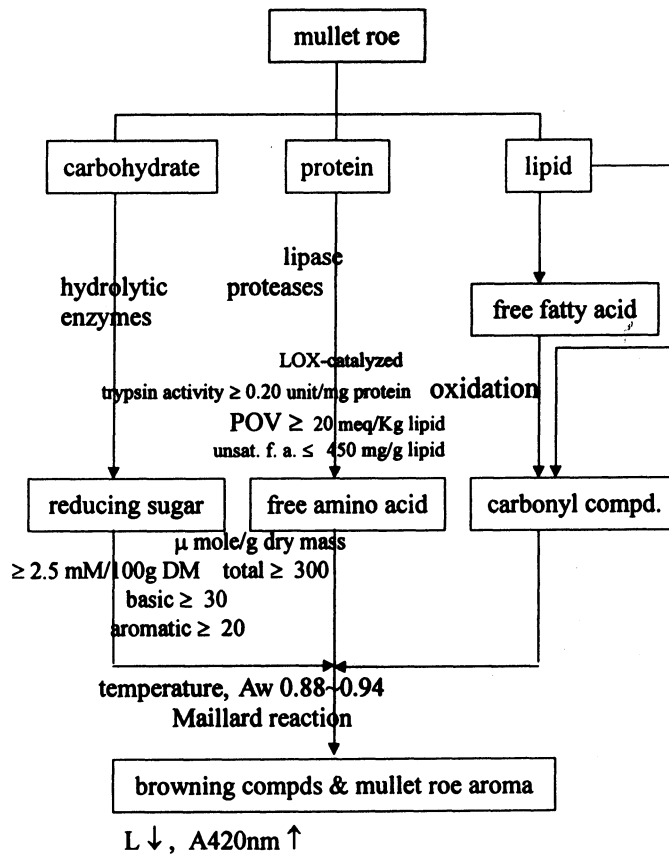 mullet roe
carbohydrate
protein
lipid
lipase
hydrolytic proteases
enzymes
free fatty acid
LOX-catalyzed
trypsin activity ≥ 0.20 unit/mg protein oxidation
POV ≥ 20 meq/Kg lipid
unsat. f. a. ≤ 450 mg/g lipid
reducing sugar
free amino acid
carbonyl compd.
μ mole/g dry mass
≥ 2.5 mM/100g DM total ≥ 300
basic ≥ 30
aromatic ≥ 20
temperature, Aw 0.88~0.94
Maillard reaction
browning compds & mullet roe aroma
L ↓ , A420nm ↑